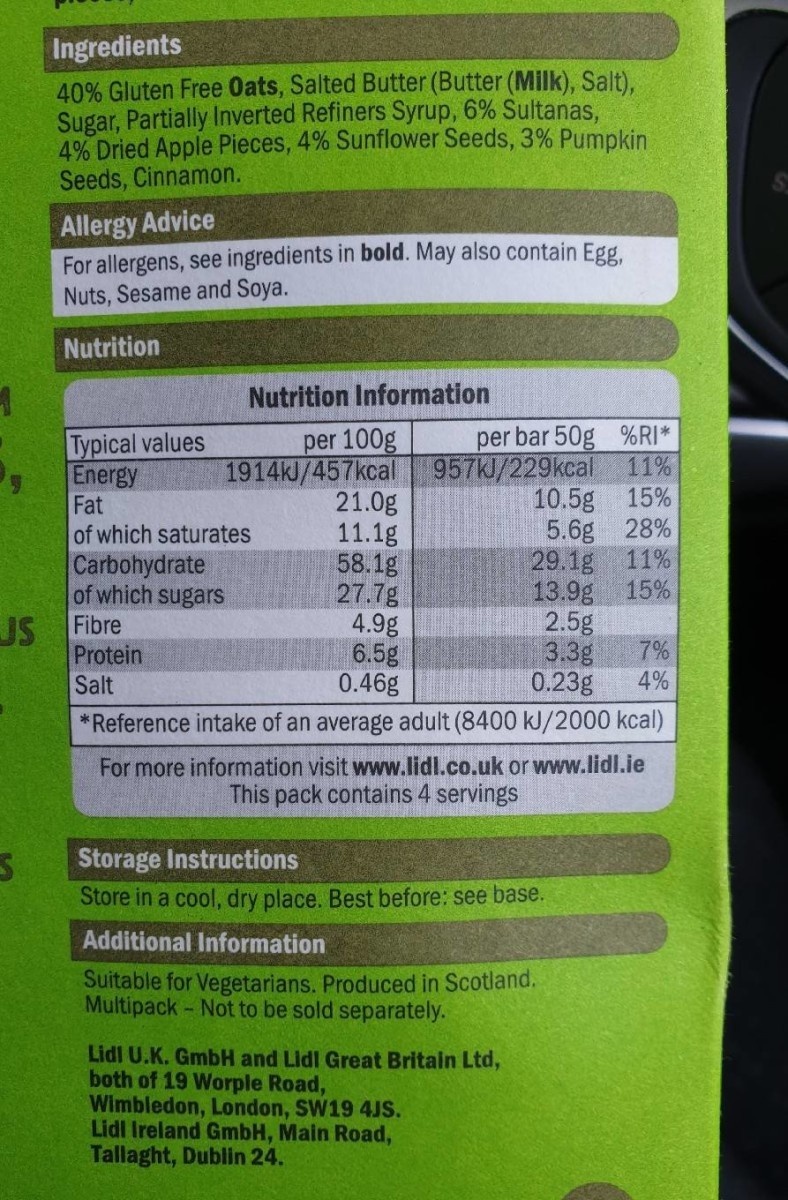 Ingredients
40% Gluten Free Oats, Salted Butter (Butter (Milk), Salt),
Sugar, Partially Inverted Refiners Syrup, 6% Sultanas,
4% Dried Apple Pieces, 4% Sunflower Seeds, 3% Pumpkin
Seeds, Cinnamon.
Allergy Advice
For allergens, see ingredients in bold. May also contain Egg,
Nuts, Sesame and Soya.
Nutrition
Nutrition Information
Typical values per 100g per bar 50g %RI*
Energy 1914kJ/457kcal 957kJ/229kcal 11%
Fat 21.0g 10.5g 15%
of which saturates 11.1g 5.6g 28%
Carbohydrate 58.1g 29.1g 11%
of which sugars 27.7g 13.9g 15%
Fibre 4.9g 2.5g
Protein 6.5g 3.3g 7%
Salt 0.46g 0.23g 4%
*Reference intake of an average adult (8400 kJ/2000 kcal)
For more information visit www.lidl.co.uk or www.lidl.ie
This pack contains 4 servings
Storage Instructions
Store in a cool, dry place. Best before: see base.
Additional Information
Suitable for Vegetarians. Produced in Scotland.
Multipack - Not to be sold separately.
Lidl U.K. GmbH and Lidl Great Britain Ltd,
both of 19 Worple Road,
Wimbledon, London, SW19 4JS.
Lidl Ireland GmbH, Main Road,
Tallaght, Dublin 24.